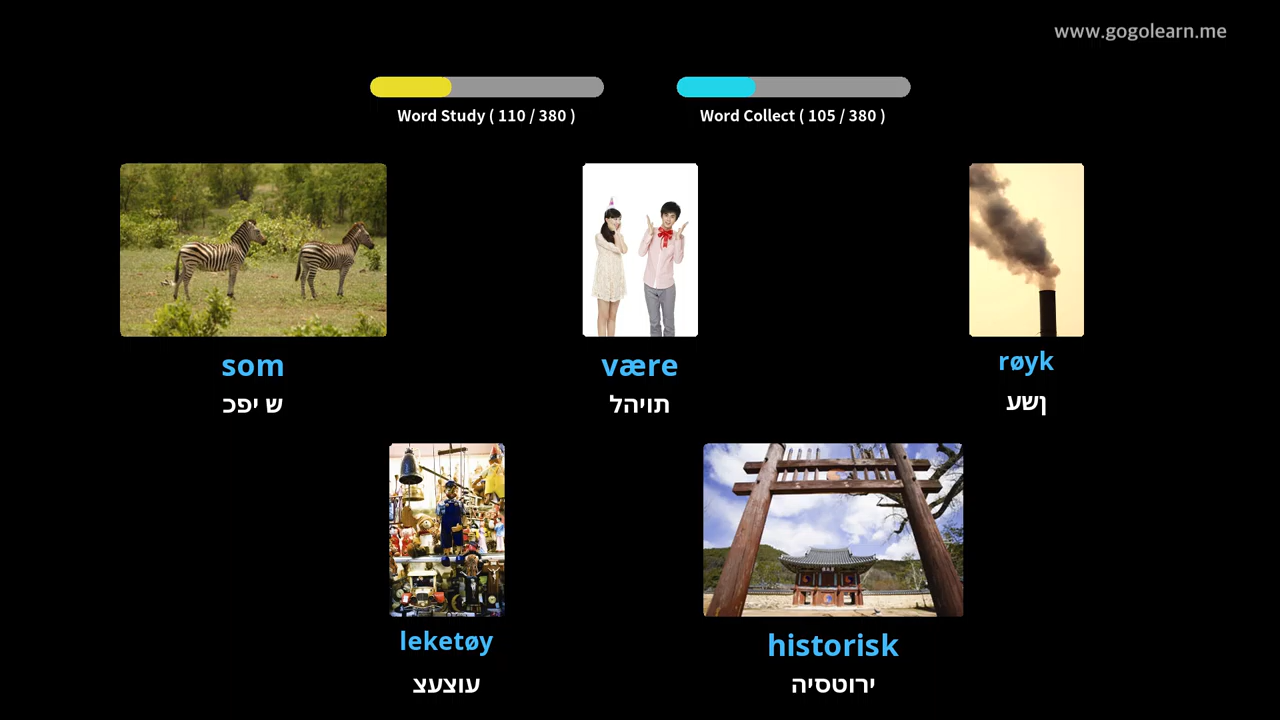 www.gogolearn.me
Word Study ( 110 / 380 )
Word Collect ( 105 / 380 )
som
ש יפכ
være
תויהל
røyk
ןשע
leketøy
עוצעצ
historisk
ירוטסיה